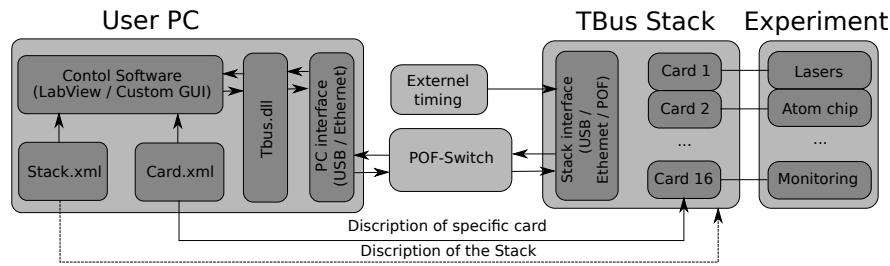 User PC
TBus Stack
Experiment
Contol Software
(LabView / Custom GUI)
Tbus.dll
PC interface
(USB / Ethernet)
Stack.xml
Card.xml
Externel
timing
POF-Switch
Stack interface
(USB /
Ethernet / POF)
Card 1
Card 2
...
Card 16
Lasers
Atom chip
...
Monitoring
Discription of specific card
Discription of the Stack